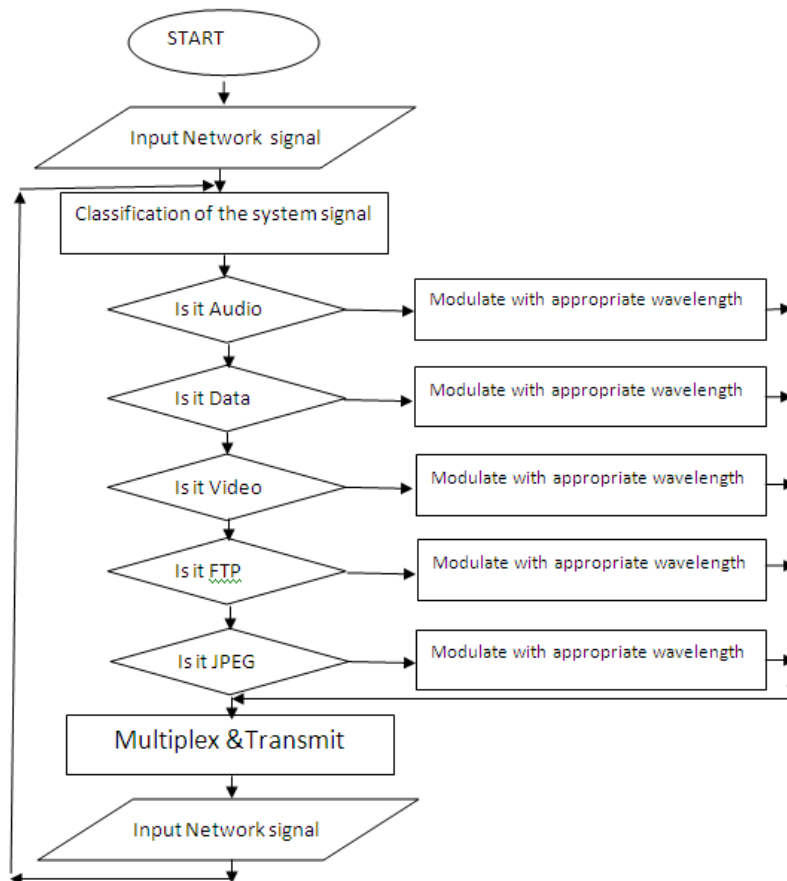 START
Input Network signal
Classification of the system signal
Is it Audio
Modulate with appropriate wavelength
Is it Data
Modulate with appropriate wavelength
Is it Video
Modulate with appropriate wavelength
Is it FTP
Modulate with appropriate wavelength
Is it JPEG
Modulate with appropriate wavelength
Multiplex &Transmit
Input Network signal